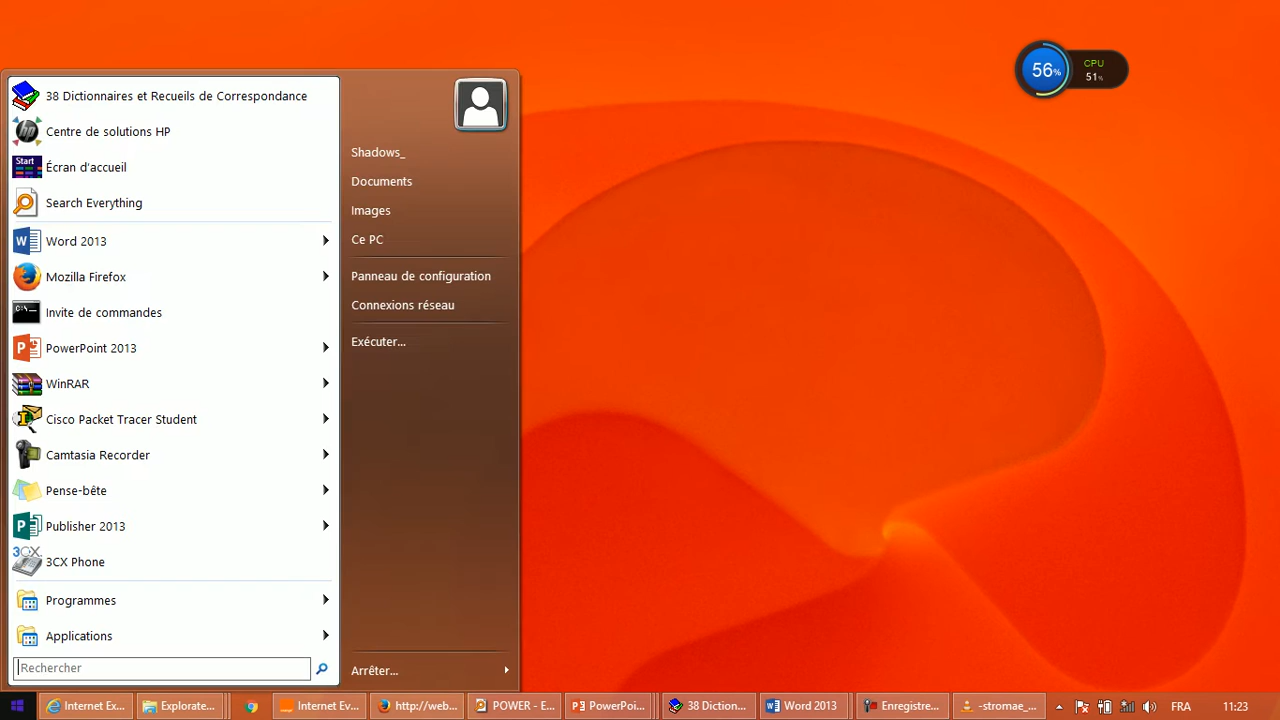 38 Dictionnaires et Recueils de Correspondance
Centre de solutions HP
Start
Écran d'accueil
Search Everything
Word 2013
Mozilla Firefox
Invite de commandes
PowerPoint 2013
WinRAR
Cisco Packet Tracer Student
Camtasia Recorder
Pense-bête
Publisher 2013
3CX
3CX Phone
Programmes
Applications
Rechercher
Shadows_
Documents
Images
Ce PC
Panneau de configuration
Connexions réseau
Exécuter...
Arrêter...
56%
CPU
51%
Internet Ex...
Explorate...
Internet Ev...
http://web...
POWER - E...
PowerPoi...
38 Diction...
Word 2013
Enregistre...
-stromae_...
FRA
11:23